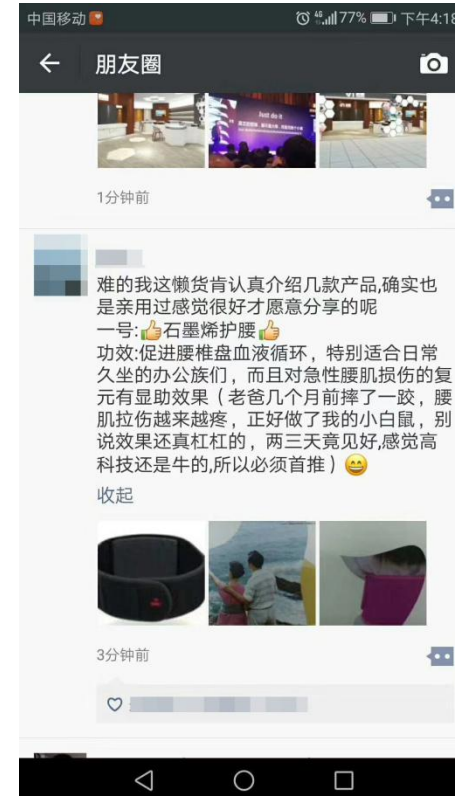 中国移动 46 77% 下午4:18
朋友圈
Just do it
1分钟前
难的我这懒货肯认真介绍几款产品,确实也
是亲用过感觉很好才愿意分享的呢
一号:👍石墨烯护腰👍
功效:促进腰椎盘血液循环，特别适合日常
久坐的办公族们，而且对急性腰肌损伤的复
元有显助效果（老爸几个月前摔了一跤，腰
肌拉伤越来越疼，正好做了我的小白鼠，别
说效果还真杠杠的，两三天竟见好,感觉高
科技还是牛的,所以必须首推）😄
收起
3分钟前